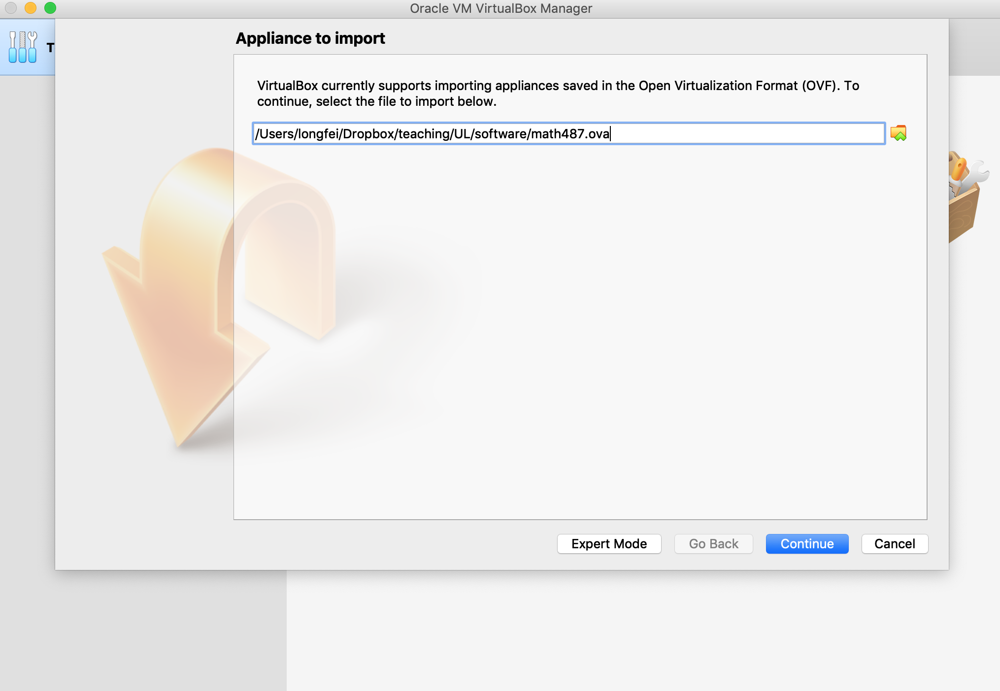 Oracle VM VirtualBox Manager
T
Appliance to import
VirtualBox currently supports importing appliances saved in the Open Virtualization Format (OVF). To
continue, select the file to import below.
/Users/longfei/Dropbox/teaching/UL/software/math487.ova
Expert Mode
Go Back
Continue
Cancel